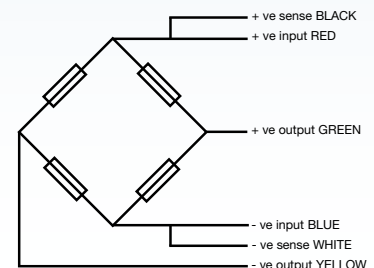 + ve sense BLACK
+ ve input RED
+ ve output GREEN
- ve input BLUE
- ve sense WHITE
- ve output YELLOW